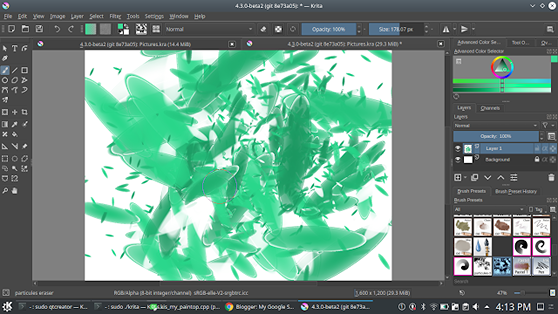 4.3.0-beta2 (git 8e73a05): * — Krita
File Edit View Image Layer Select Filter Tools Settings Window Help
Normal Opacity: 100% Size: 178.07 px
4.3.0-beta2 (git 8e73a05): Pictures.kra (14.4 MiB)
4.3.0-beta2 (git 8e73a05): Pictures.kra (29.3 MiB) *
Advanced Color Sel... Tool O...
Advanced Color Selector
Layers Channels
Layers
Normal
Opacity: 100%
Layer 1
Background
Brush Presets Brush Preset History
Brush Presets
All Tag
Search
particules eraser
RGB/Alpha (8-bit integer/channel) sRGB-elle-V2-srgbtrc.icc
1,600 x 1,200 (29.3 MiB)
47%
- : sudo qtcreator — K...
- : sudo ./krita — K...
kis_my_paintop.cpp (p...
Blogger: My Google S...
4.3.0-beta2 (git 8e73a0...
4:13 PM